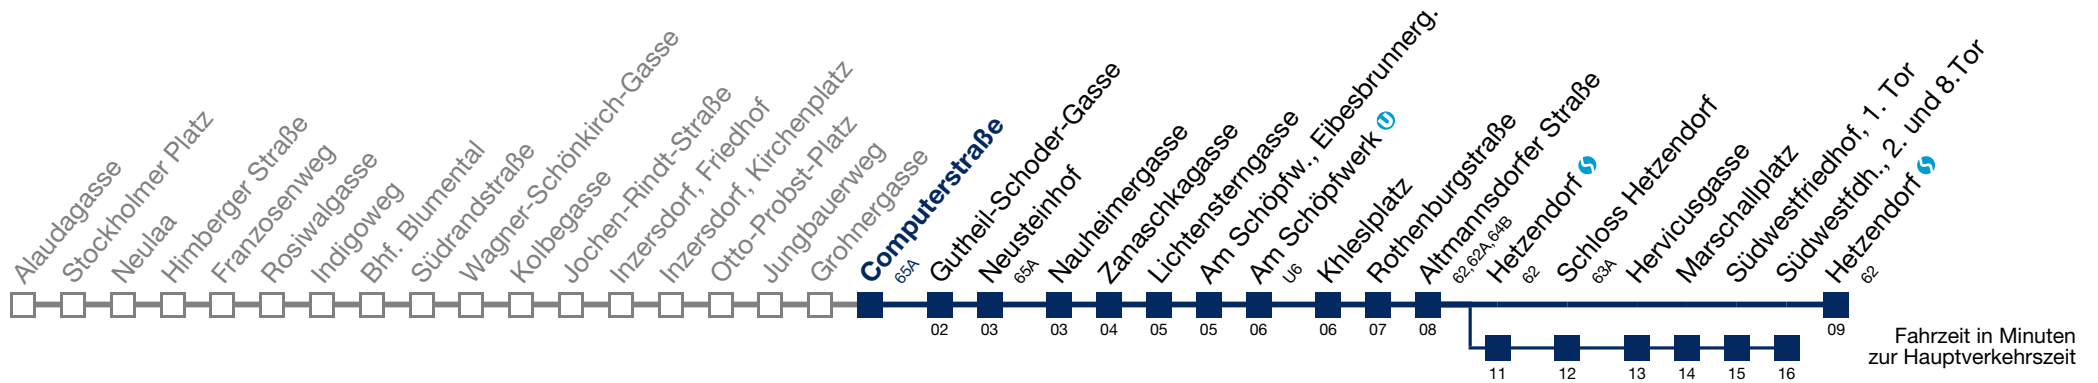 Alaudagasse
Stockholmer Platz
Neulaa
Himberger Straße
Franzosenweg
Rosiwalgasse
Indigoweg
Bhf. Blumental
Südrandstraße
Wagner-Schönkirch-Gasse
Kolbegasse
Jochen-Rindt-Straße
Inzersdorf, Friedhof
Inzersdorf, Kirchenplatz
Otto-Probst-Platz
Jungbauerweg
Grohnergasse
Computerstraße
65A
Gutheil-Schoder-Gasse
Neusteinhof
65A
Nauheimergasse
Zanaschkagasse
Lichtensterngasse
Am Schöpfw., Eibesbrunnerg.
Am Schöpfwerk U
U6
Khleslplatz
Rothenburgstraße
Altmannsdorfer Straße
62,62A,64B
Hetzendorf S
62
Schloss Hetzendorf
63A
Hervicusgasse
Marschallplatz
Südwestfriedhof, 1. Tor
Südwestfdh., 2. und 8.Tor
Hetzendorf S
62
02 03 03 04 05 05 06 06 07 08 09
11 12 13 14 15 16
Fahrzeit in Minuten
zur Hauptverkehrszeit